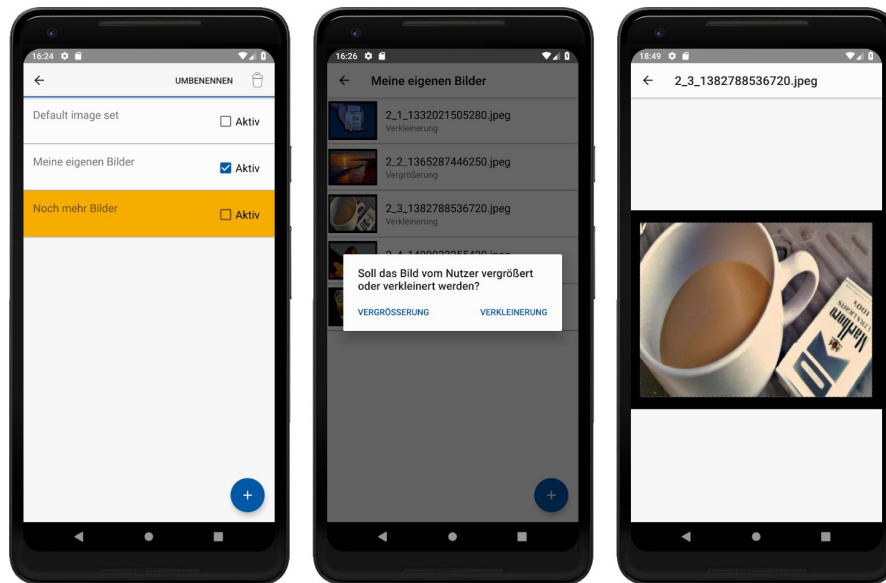 16:24
UMBENENNEN
Default image set
Aktiv
Meine eigenen Bilder
Aktiv
Noch mehr Bilder
Aktiv
16:26
Meine eigenen Bilder
2_1_1332021505280.jpeg
Verkleinerung
2_2_1365287446250.jpeg
Vergrößerung
2_3_1382788536720.jpeg
Verkleinerung
Soll das Bild vom Nutzer vergrößert
oder verkleinert werden?
VERGRÖSSERUNG
VERKLEINERUNG
18:49
2_3_1382788536720.jpeg
Marlboro
100's